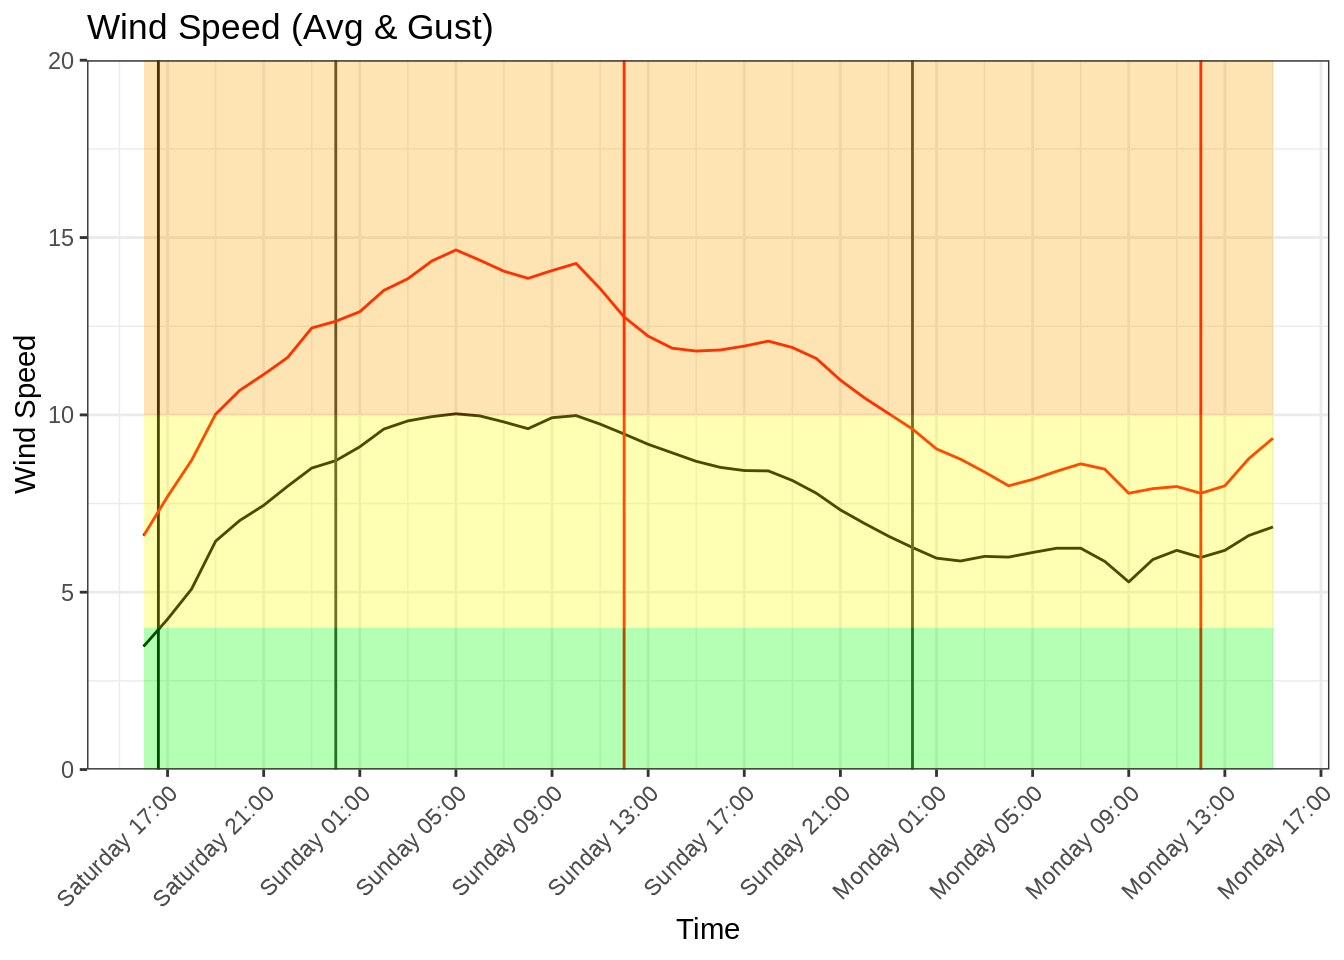 Wind Speed (Avg & Gust)
Wind Speed
20
15
10
5
0
Saturday 17:00
Saturday 21:00
Sunday 01:00
Sunday 05:00
Sunday 09:00
Sunday 13:00
Sunday 17:00
Sunday 21:00
Monday 01:00
Monday 05:00
Monday 09:00
Monday 13:00
Monday 17:00
Time